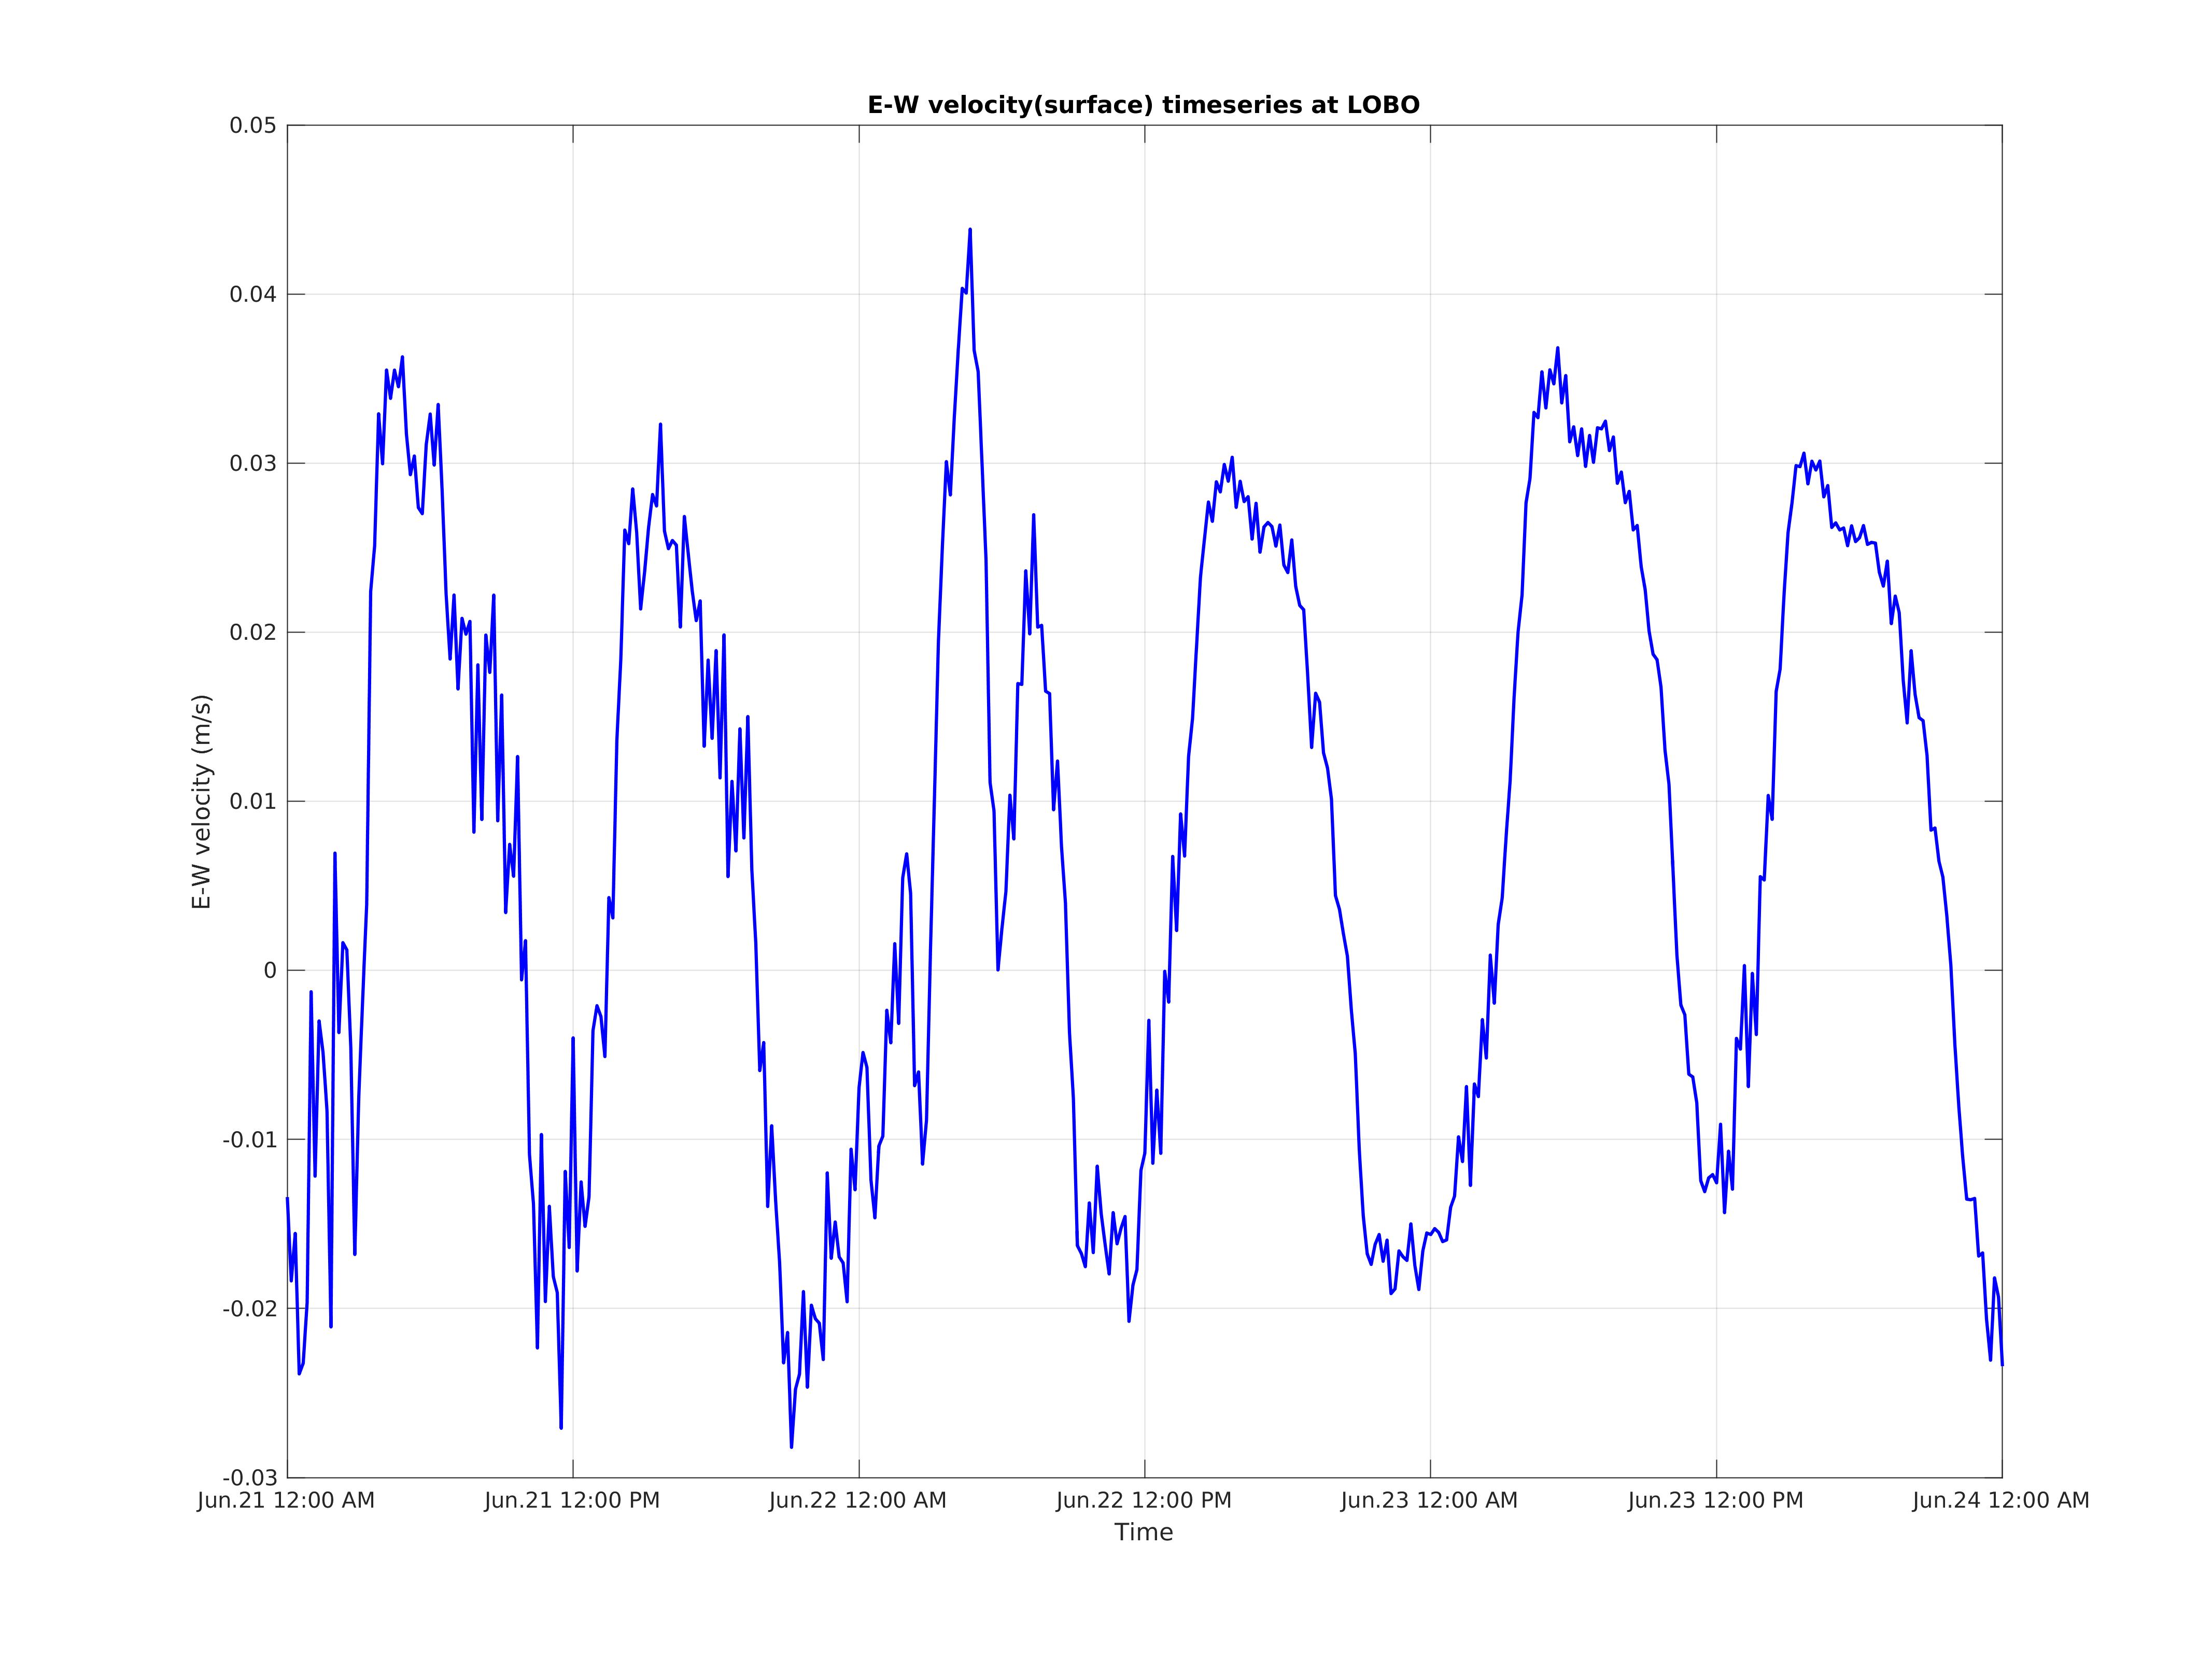 E-W velocity(surface) timeseries at LOBO
0.05
0.04
0.03
0.02
0.01
0
-0.01
-0.02
-0.03
E-W velocity (m/s)
Jun.21 12:00 AM
Jun.21 12:00 PM
Jun.22 12:00 AM
Jun.22 12:00 PM
Jun.23 12:00 AM
Jun.23 12:00 PM
Jun.24 12:00 AM
Time